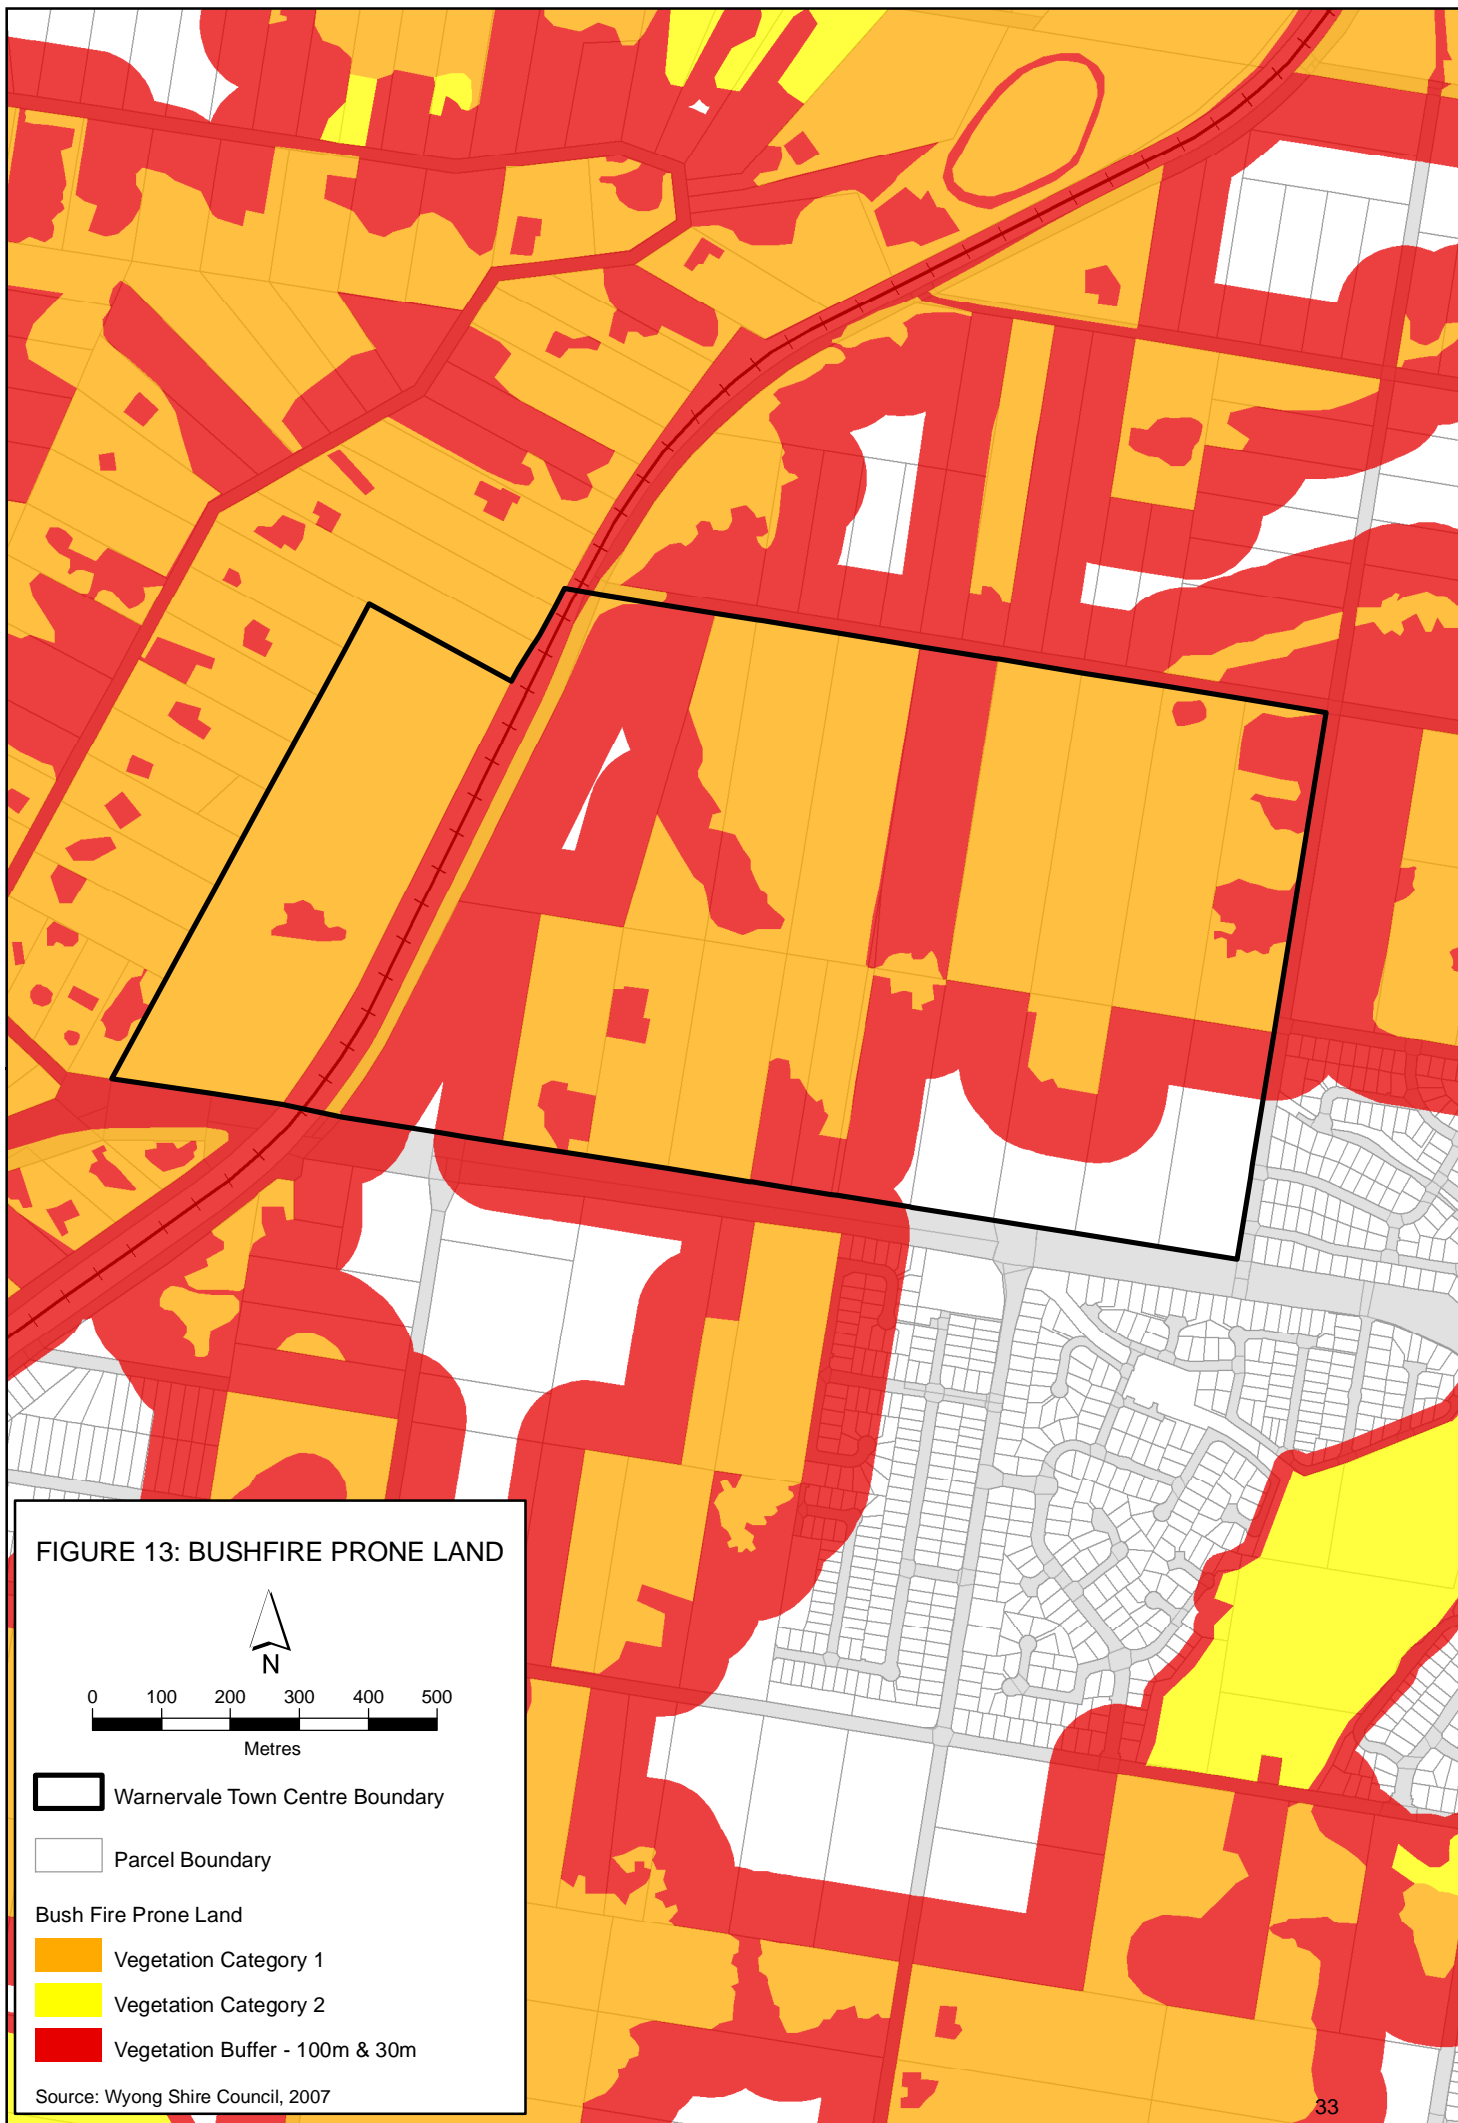 FIGURE 13: BUSHFIRE PRONE LAND
N
0 100 200 300 400 500
Metres
Warnervale Town Centre Boundary
Parcel Boundary
Bush Fire Prone Land
Vegetation Category 1
Vegetation Category 2
Vegetation Buffer - 100m & 30m
Source: Wyong Shire Council, 2007
33